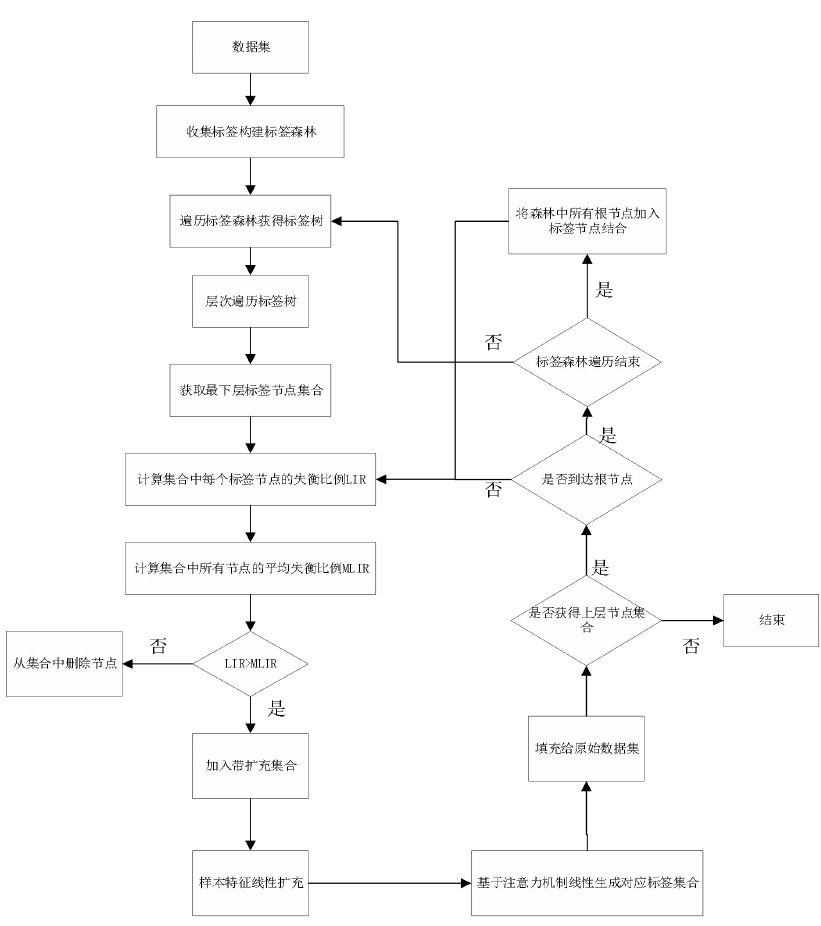 数据集
收集标签构建标签森林
遍历标签森林获得标签树
层次遍历标签树
获取最下层标签节点集合
计算集合中每个标签节点的失衡比例LIR
计算集合中所有节点的平均失衡比例MLIR
LIR>MLIR
否
从集合中删除节点
是
加入带扩充集合
样本特征线性扩充
基于注意力机制线性生成对应标签集合
填充给原始数据集
是否获得上层节点集
合
否
结束
是
是否到达根节点
否
是
标签森林遍历结束
否
是
将森林中所有根节点加入
标签节点结合